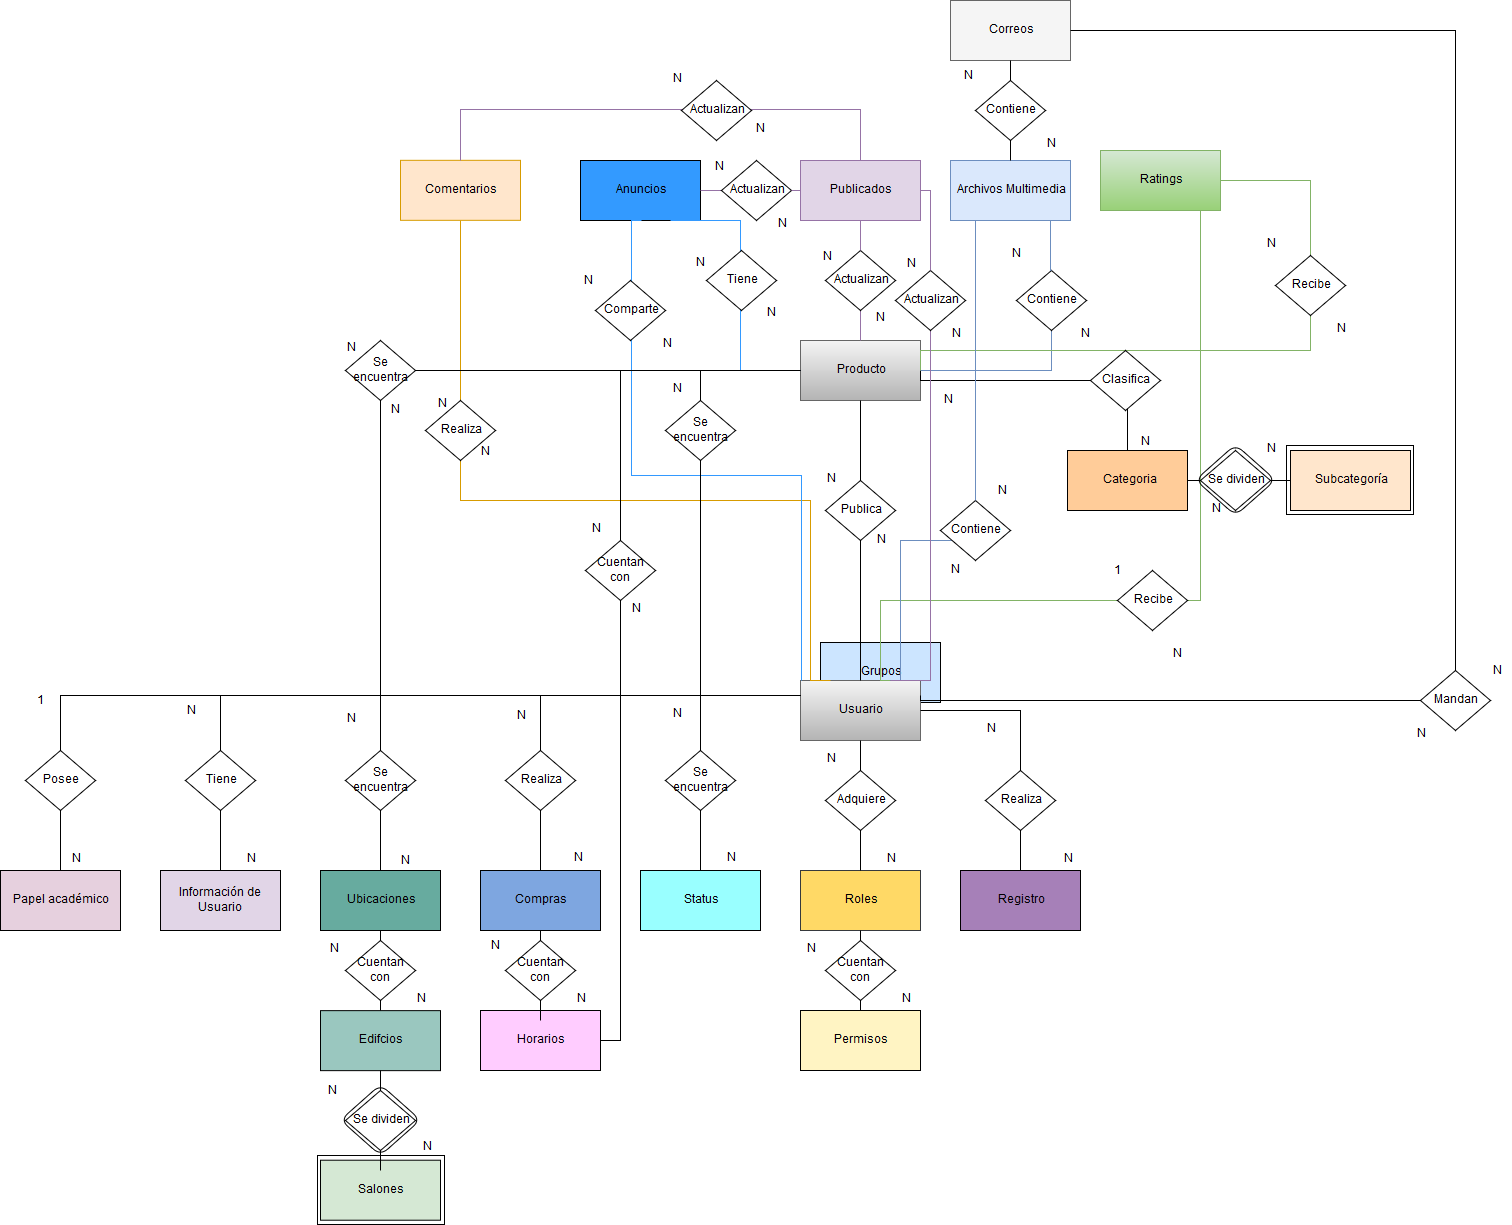 Correos
N
Contiene
N
N
Actualizan
N
Comentarios
Anuncios
N
Actualizan
N
Publicados
Archivos Multimedia
Ratings
N
Comparte
N
N
Tiene
N
N
Actualizan
N
N
Actualizan
N
N
Contiene
N
N
Recibe
N
N
Se
encuentra
N
Producto
N
Clasifica
N
N
Realiza
N
N
Se
encuentra
Categoria
Se dividen
N
N
Subcategoría
N
Publica
N
N
Contiene
N
N
Cuentan
con
N
1
Recibe
N
Grupos
Usuario
N
Mandan
N
1
Posee
N
N
Tiene
N
N
Se
encuentra
N
N
Realiza
N
N
Se
encuentra
N
N
Adquiere
N
N
Realiza
N
Papel académico
Información de
Usuario
Ubicaciones
Compras
Status
Roles
Registro
N
Cuentan
con
N
N
Cuentan
con
N
N
Cuentan
con
N
Edifcios
Horarios
Permisos
N
Se dividen
N
Salones